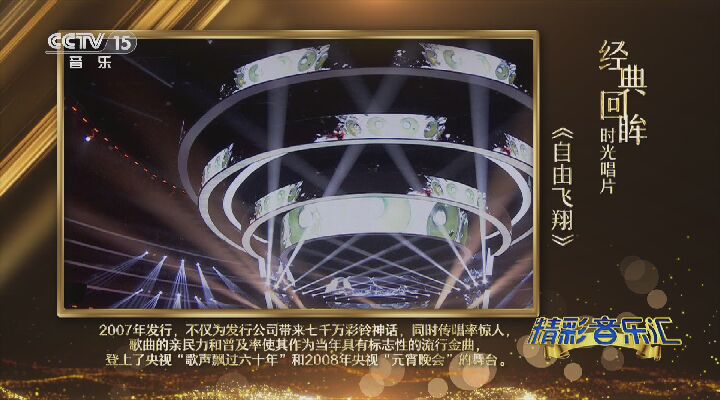 CCTV 15
音乐
经典回眸
时光唱片
《自由飞翔》
2007年发行，不仅为发行公司带来七千万彩铃神话，同时传唱率惊人，
歌曲的亲民力和普及率使其作为当年具有标志性的流行金曲，
登上了央视“歌声飘过六十年”和2008年央视“元宵晚会”的舞台。
精彩音乐汇